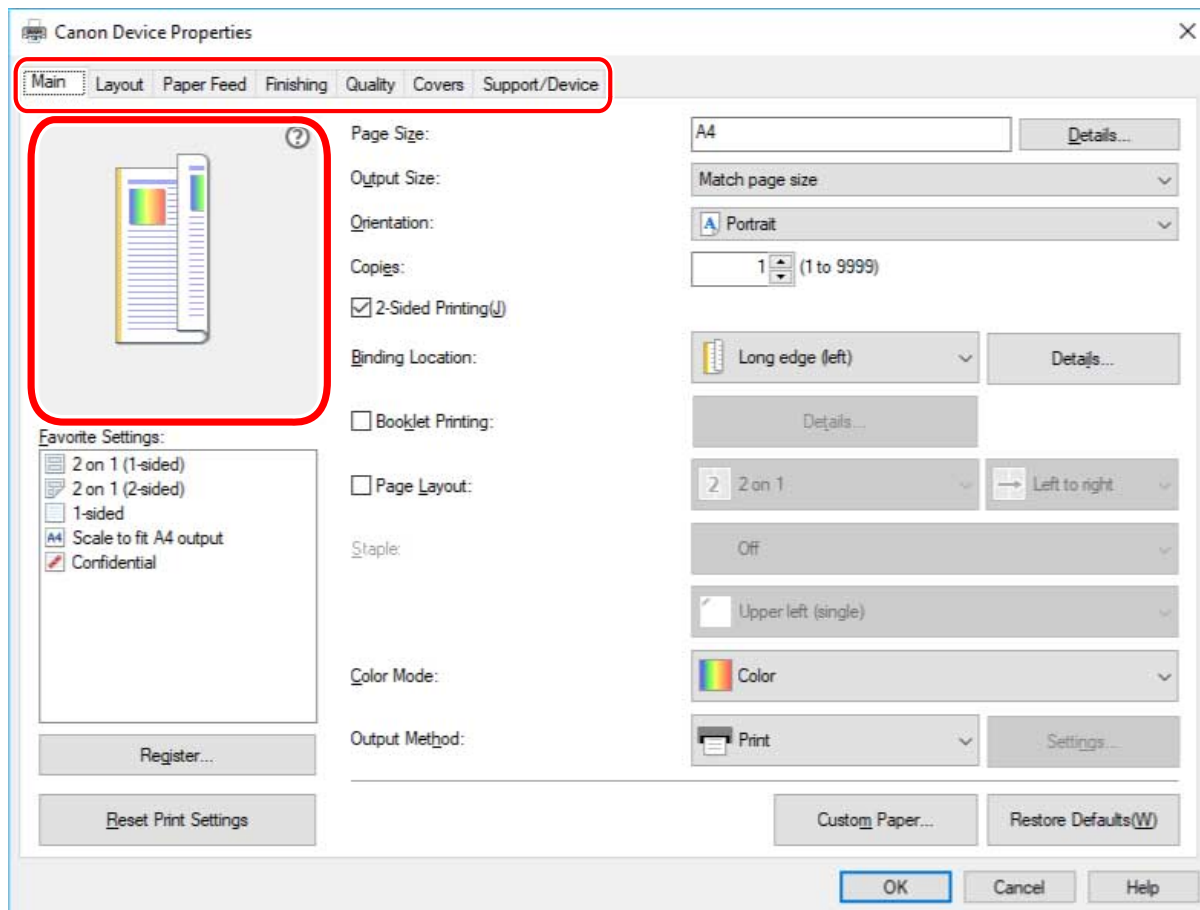 Canon Device Properties
Main Layout Paper Feed Finishing Quality Covers Support/Device
Page Size: A4 Details...
Output Size: Match page size
Orientation: A Portrait
Copies: 1 (1 to 9999)
2-Sided Printing(J)
Binding Location: Long edge (left) Details...
Booklet Printing: Details...
Favorite Settings:
2 on 1 (1-sided)
2 on 1 (2-sided)
1-sided
A4 Scale to fit A4 output
Confidential
Page Layout: 2 2 on 1 Left to right
Staple: Off
Upper left (single)
Color Mode: Color
Output Method: Print Settings...
Register...
Reset Print Settings
Custom Paper... Restore Defaults(W)
OK Cancel Help